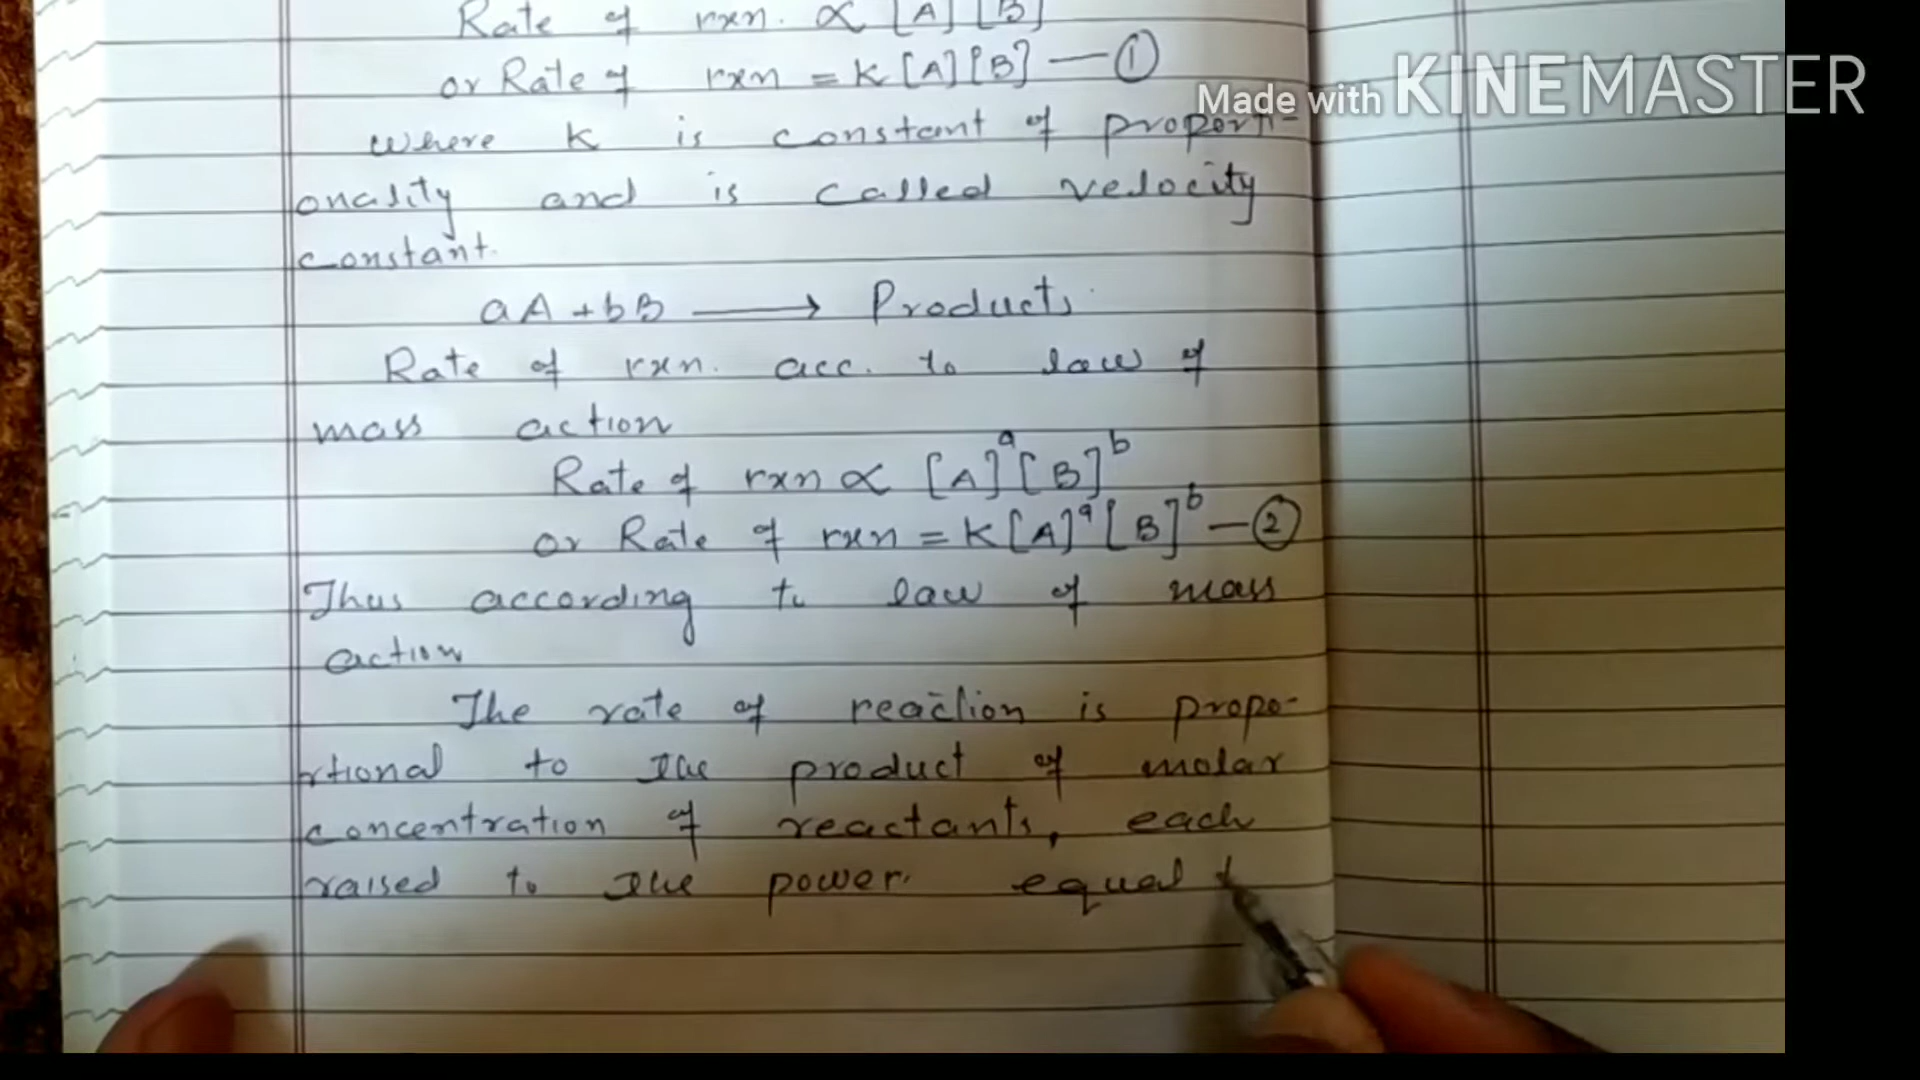 Rate of rxn. ∝ [A][B]
or Rate of rxn = K[A][B] — ①
Made with KINEMASTER
where K is constant of proporti-
onality and is called velocity
constant.
aA + bB ⟶ Products
Rate of rxn. acc. to law of
mass action
Rate of rxn ∝ [A]ᵃ[B]ᵇ
or Rate of rxn = K[A]ᵃ[B]ᵇ — ②
Thus according to law of mass
action
The rate of reaction is propo-
rtional to the product of molar
concentration of reactants, each
raised to the power equal